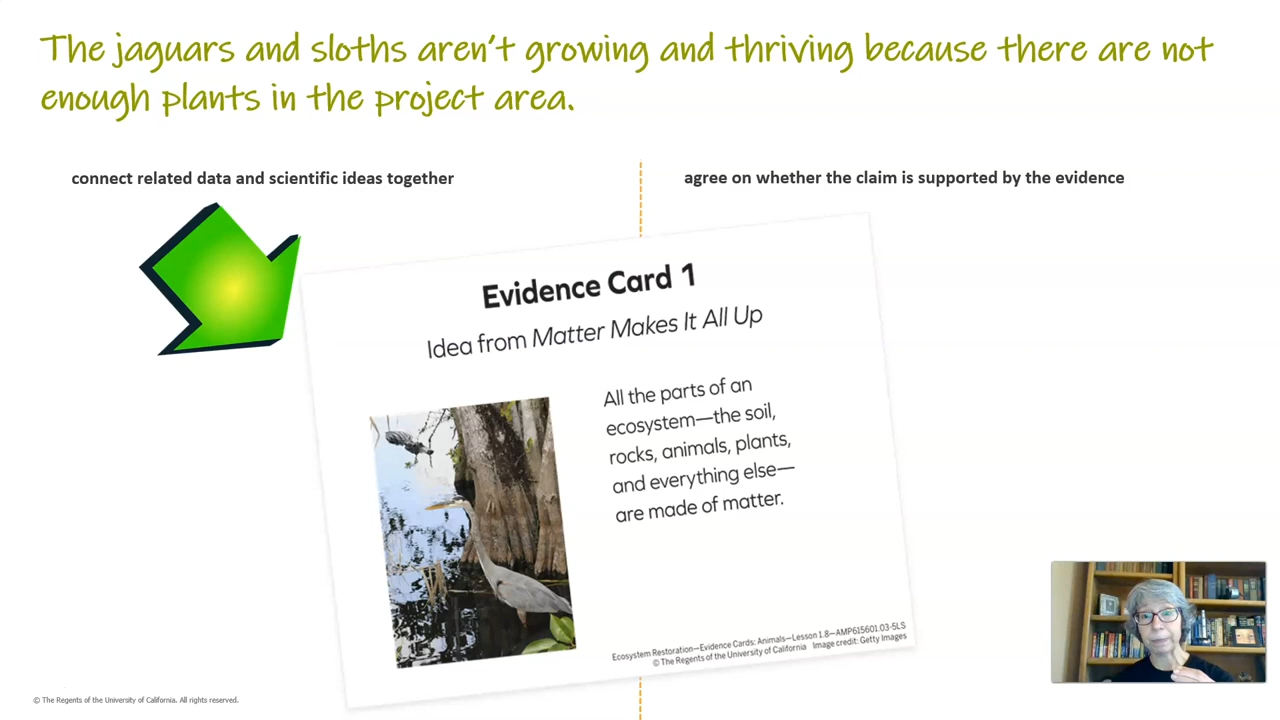 The jaguars and sloths aren't growing and thriving because there are not
enough plants in the project area.
connect related data and scientific ideas together
agree on whether the claim is supported by the evidence
Evidence Card 1
Idea from Matter Makes It All Up
All the parts of an
ecosystem—the soil,
rocks, animals, plants,
and everything else—
are made of matter.
Ecosystem Restoration—Evidence Cards: Animals—Lesson 1.8—AMP615601.03-5LS
© The Regents of the University of California Image credit: Getty Images
© The Regents of the University of California. All rights reserved.